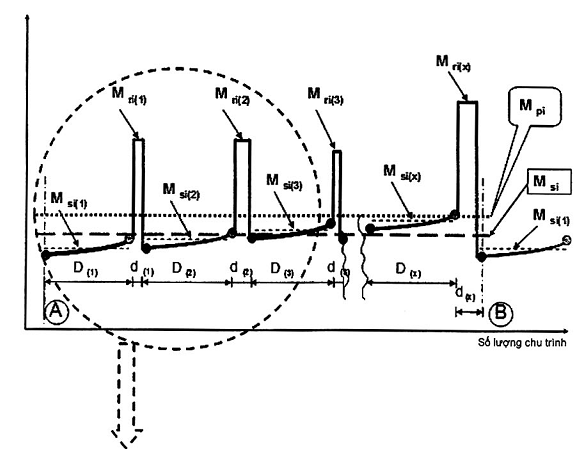 M ri(x)
M ri(1)
M ri(2)
M ri(3)
M pi
M si(1)
M si(2)
M si(3)
M si(x)
M si
M si(1)
D (1)
d (1)
D (2)
d (2)
D (3)
d
D (x)
d(x)
A
B
Số lượng chu trình